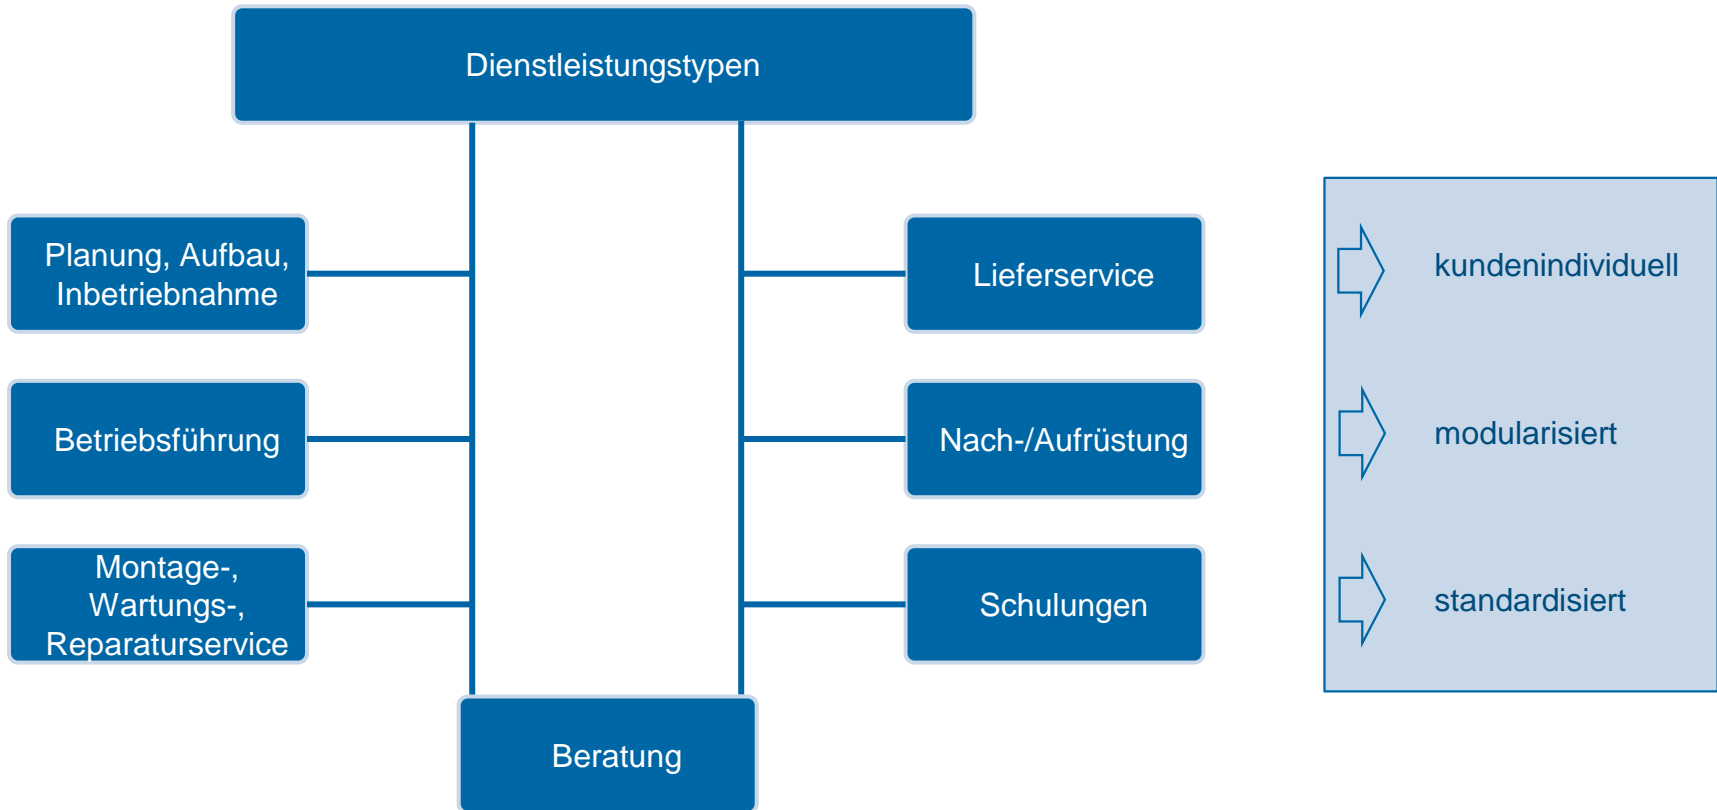 Dienstleistungstypen
Planung, Aufbau,
Inbetriebnahme
Betriebsführung
Montage-,
Wartungs-,
Reparaturservice
Lieferservice
Nach-/Aufrüstung
Schulungen
Beratung
kundenindividuell
modularisiert
standardisiert